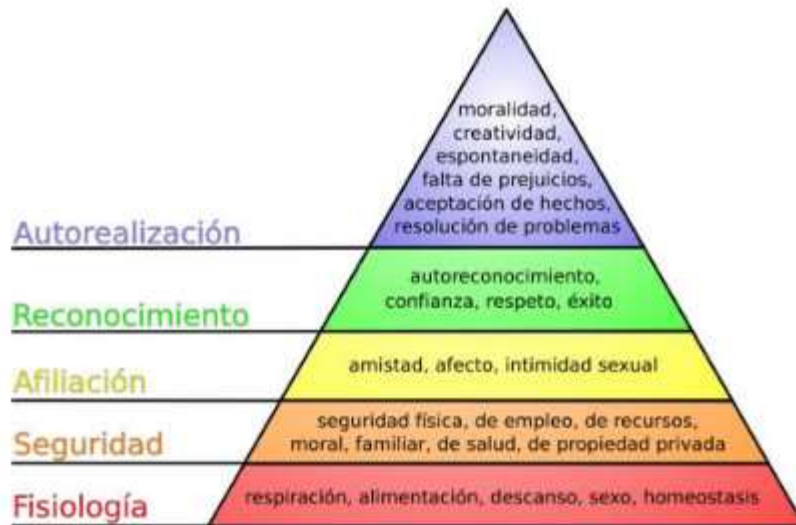 moralidad,
creatividad,
espontaneidad,
falta de prejuicios,
aceptación de hechos,
resolución de problemas
Autorealización
autoreconocimiento,
confianza, respeto, éxito
Reconocimiento
amistad, afecto, intimidad sexual
Afiliación
seguridad física, de empleo, de recursos,
moral, familiar, de salud, de propiedad privada
Seguridad
respiración, alimentación, descanso, sexo, homeostasis
Fisiología